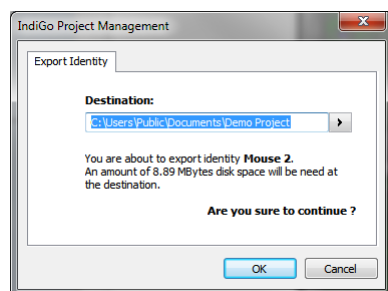 IndiGo Project Management
Export Identity
Destination:
C:\Users\Public\Documents\Demo Project
You are about to export identity Mouse 2.
An amount of 8.89 MBytes disk space will be need at
the destination.
Are you sure to continue ?
OK Cancel